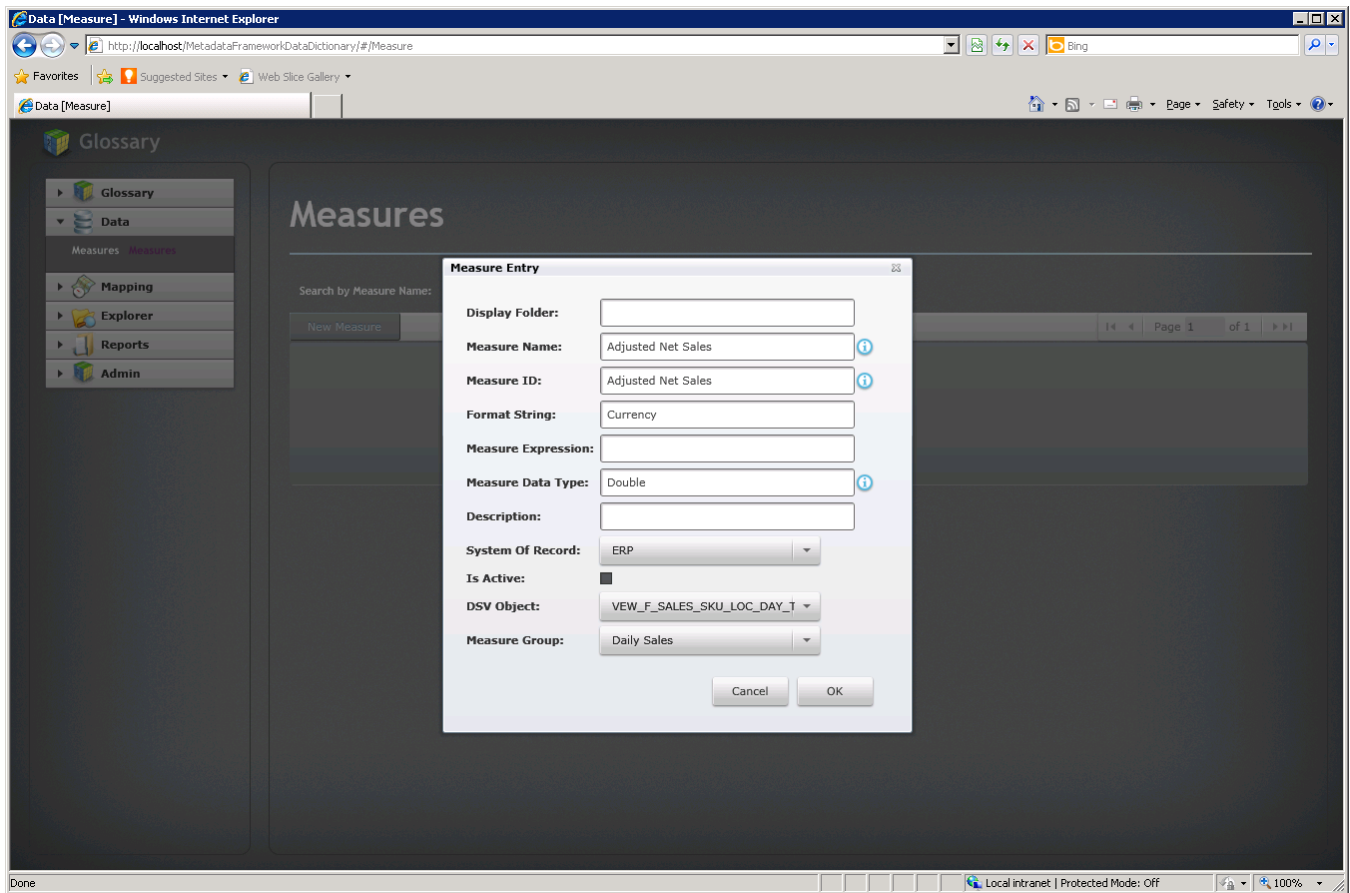 Data [Measure] - Windows Internet Explorer
http://localhost/MetadataFrameworkDataDictionary/#/Measure
Bing
Favorites Suggested Sites Web Slice Gallery
Data [Measure] Page Safety Tools
Glossary
Glossary
Data
Measures Measures
Mapping
Explorer
Reports
Admin
Measures
Search by Measure Name:
New Measure Page 1 of 1
Measure Entry
Display Folder:
Measure Name: Adjusted Net Sales
Measure ID: Adjusted Net Sales
Format String: Currency
Measure Expression:
Measure Data Type: Double
Description:
System Of Record: ERP
Is Active:
DSV Object: VEW_F_SALES_SKU_LOC_DAY_T
Measure Group: Daily Sales
Cancel OK
Done Local intranet | Protected Mode: Off 100%